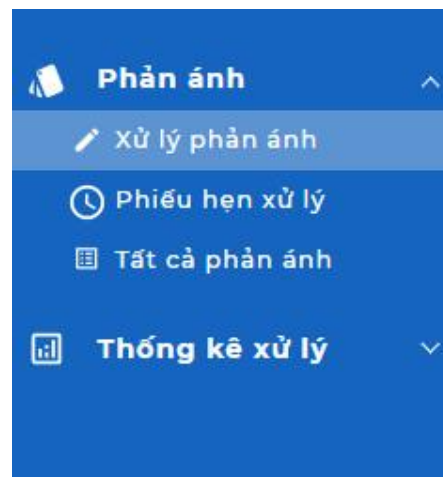 Phản ánh
Xử lý phản ánh
Phiếu hẹn xử lý
Tất cả phản ánh
Thống kê xử lý